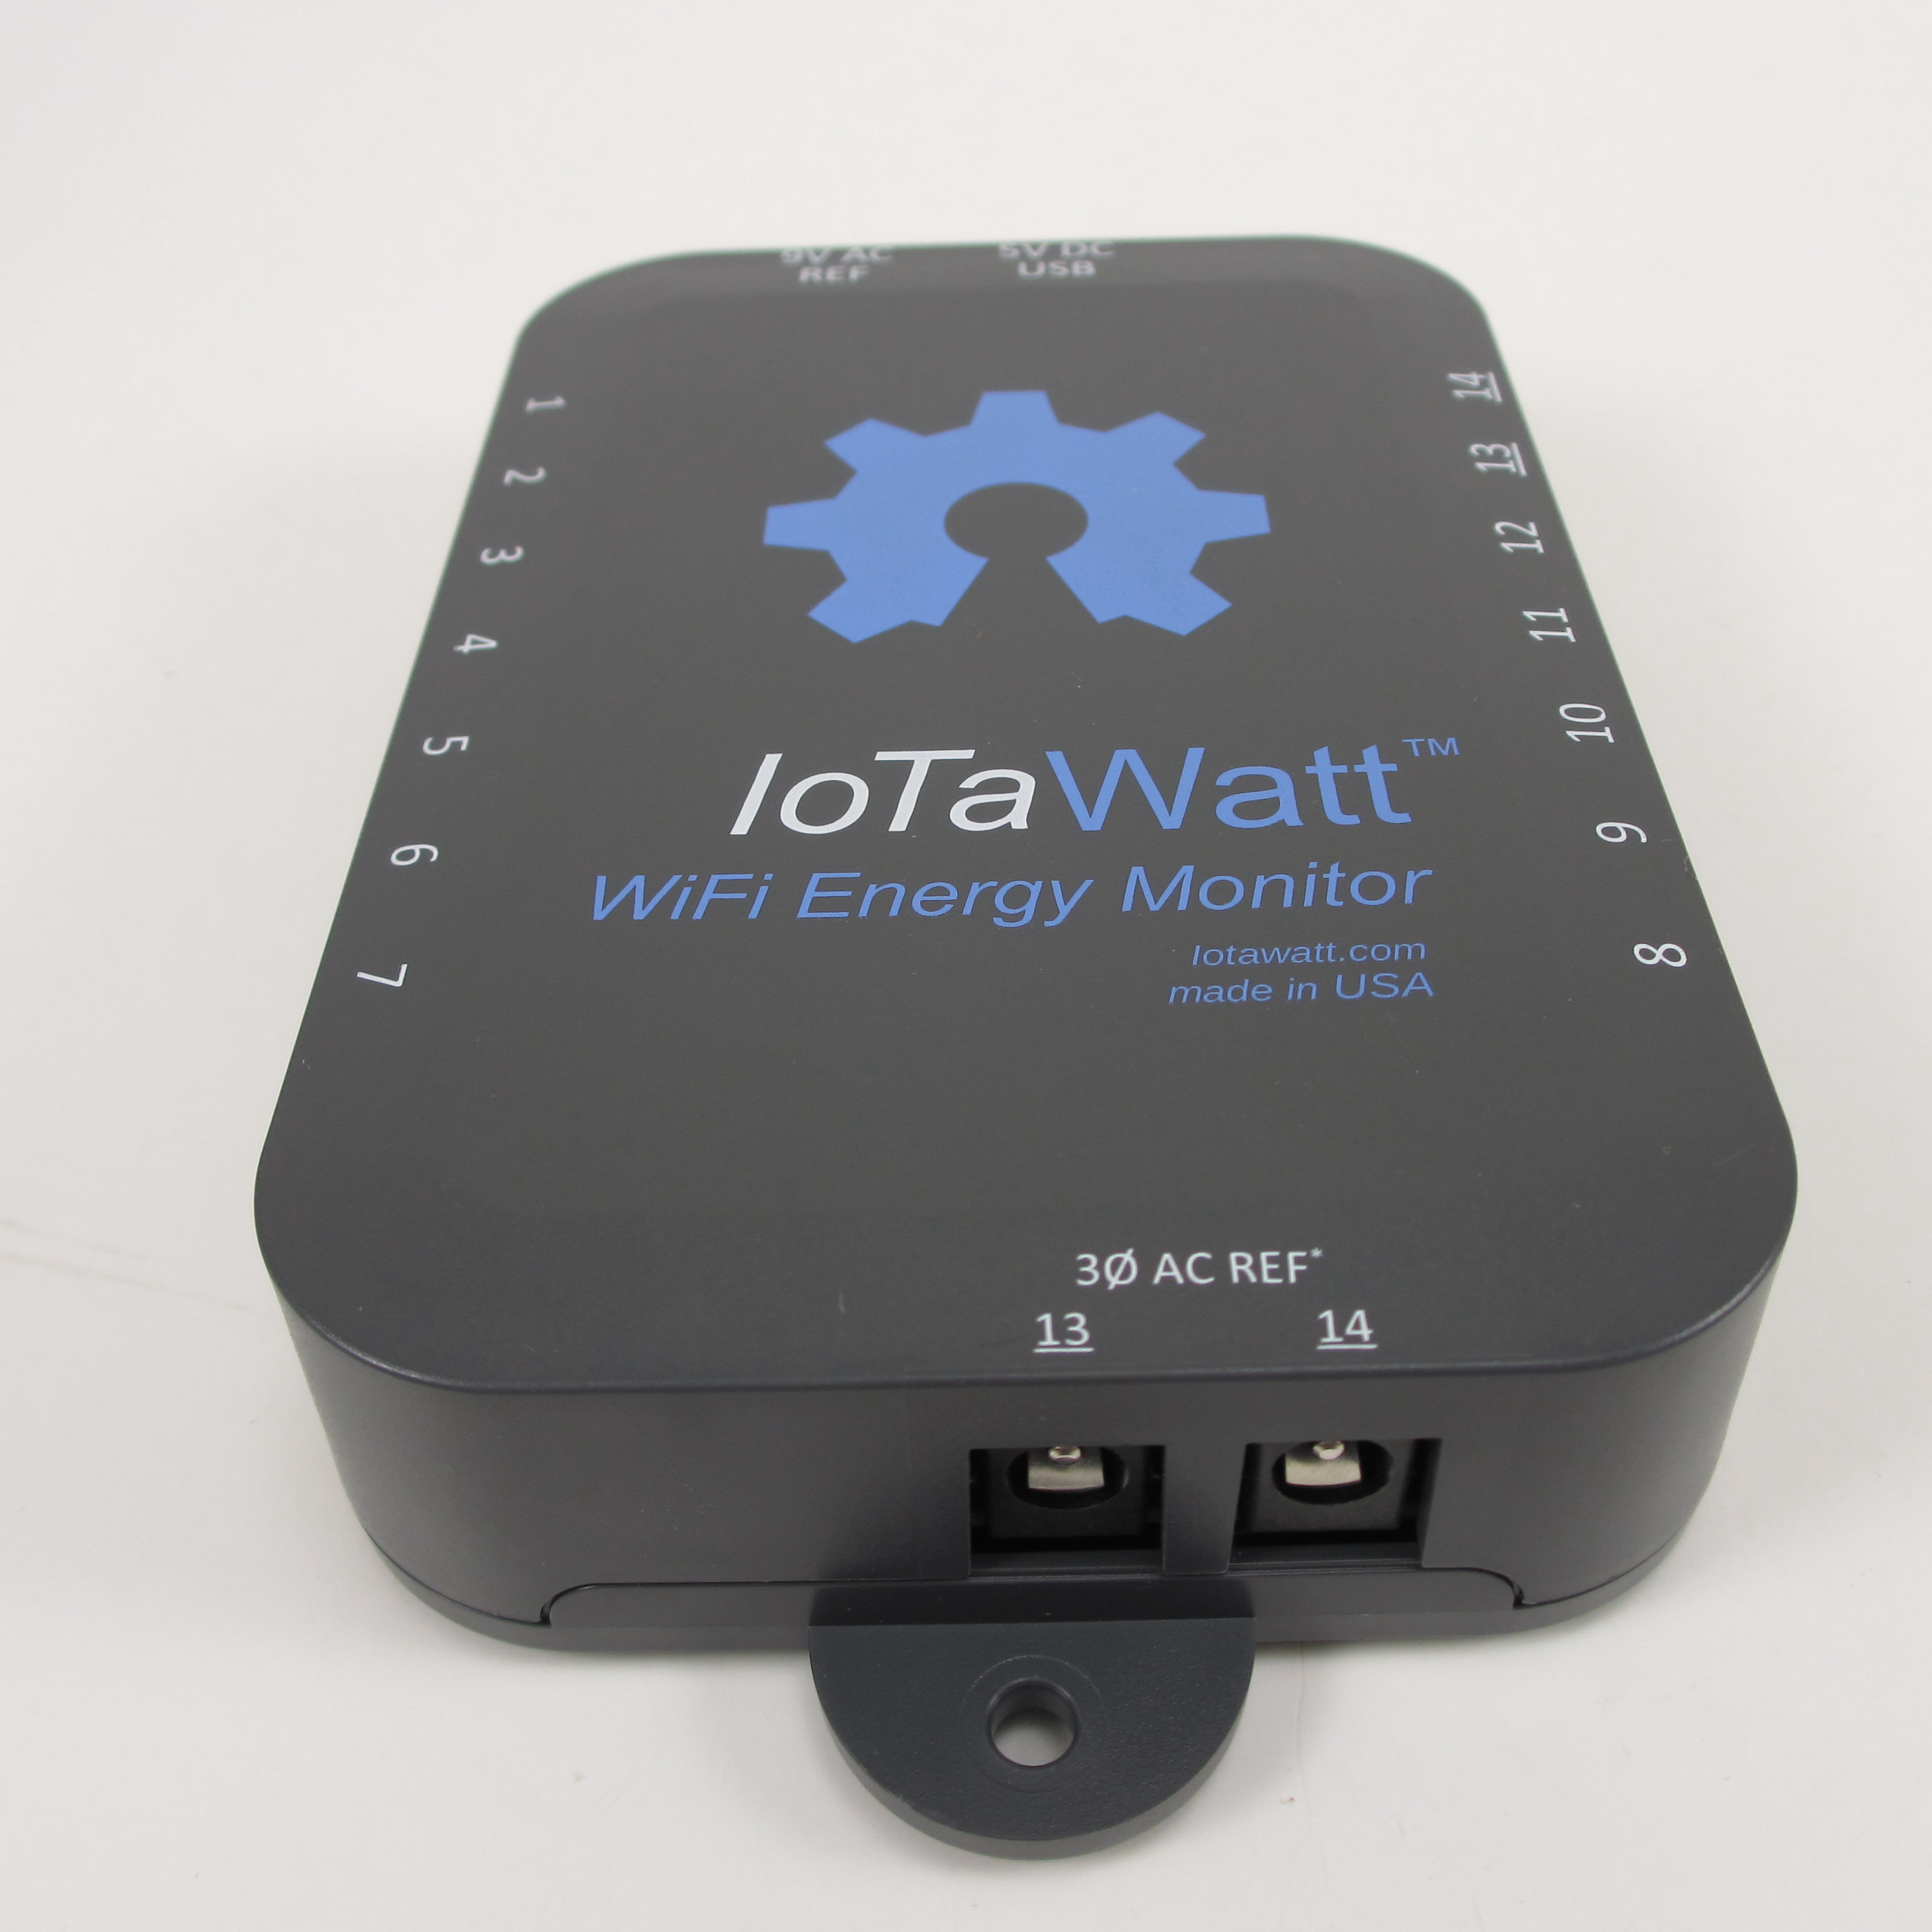 9V AC
REF
5V DC
USB
1
2
3
4
5
6
7
14
13
12
11
10
9
8
IoTaWatt™
WiFi Energy Monitor
Iotawatt.com
made in USA
3Ø AC REF*
13
14